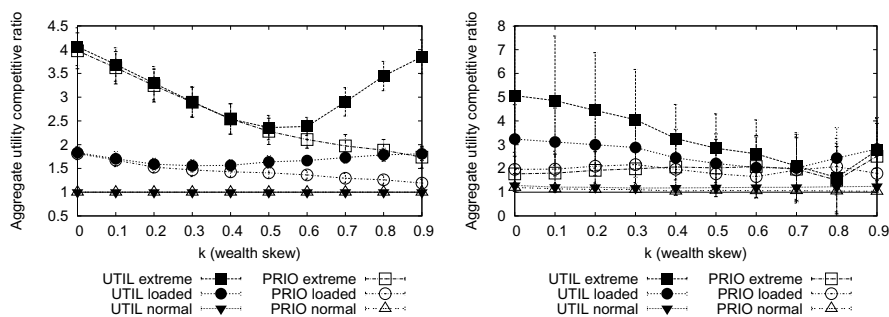 Aggregate utility competitive ratio
4.5
4
3.5
3
2.5
2
1.5
1
0.5
0 0.1 0.2 0.3 0.4 0.5 0.6 0.7 0.8 0.9
k (wealth skew)
UTIL extreme PRIO extreme
UTIL loaded PRIO loaded
UTIL normal PRIO normal
Aggregate utility competitive ratio
8
7
6
5
4
3
2
1
0
0 0.1 0.2 0.3 0.4 0.5 0.6 0.7 0.8 0.9
k (wealth skew)
UTIL extreme PRIO extreme
UTIL loaded PRIO loaded
UTIL normal PRIO normal